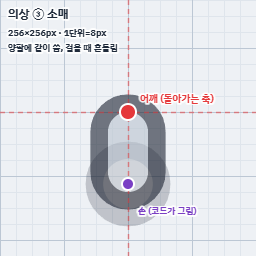 의상 ③ 소매
256×256px · 1단위=8px
양팔에 같이 씀, 걸을 때 흔들림
어깨 (돌아가는 축)
손 (코드가 그림)